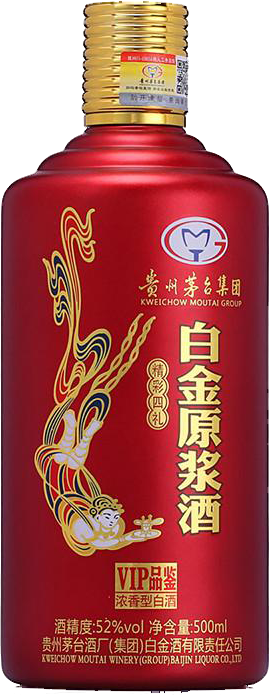 贵州茅台集团
KWEICHOW MOUTAI GROUP
白金原浆酒
精彩四礼
VIP品鉴
浓香型白酒
酒精度:52%vol 净含量:500ml
贵州茅台酒厂(集团)白金酒有限责任公司
KWEICHOW MOUTAI WINERY(GROUP)BAIJIN LIQUOR CO.,LTD